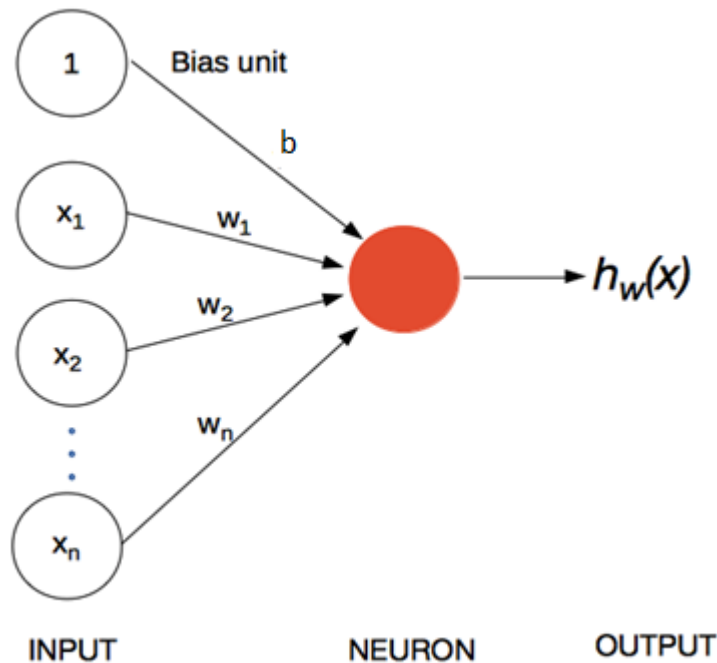 1
Bias unit
b
x₁
w₁
x₂
w₂
hw(x)
wₙ
xₙ
INPUT
NEURON
OUTPUT